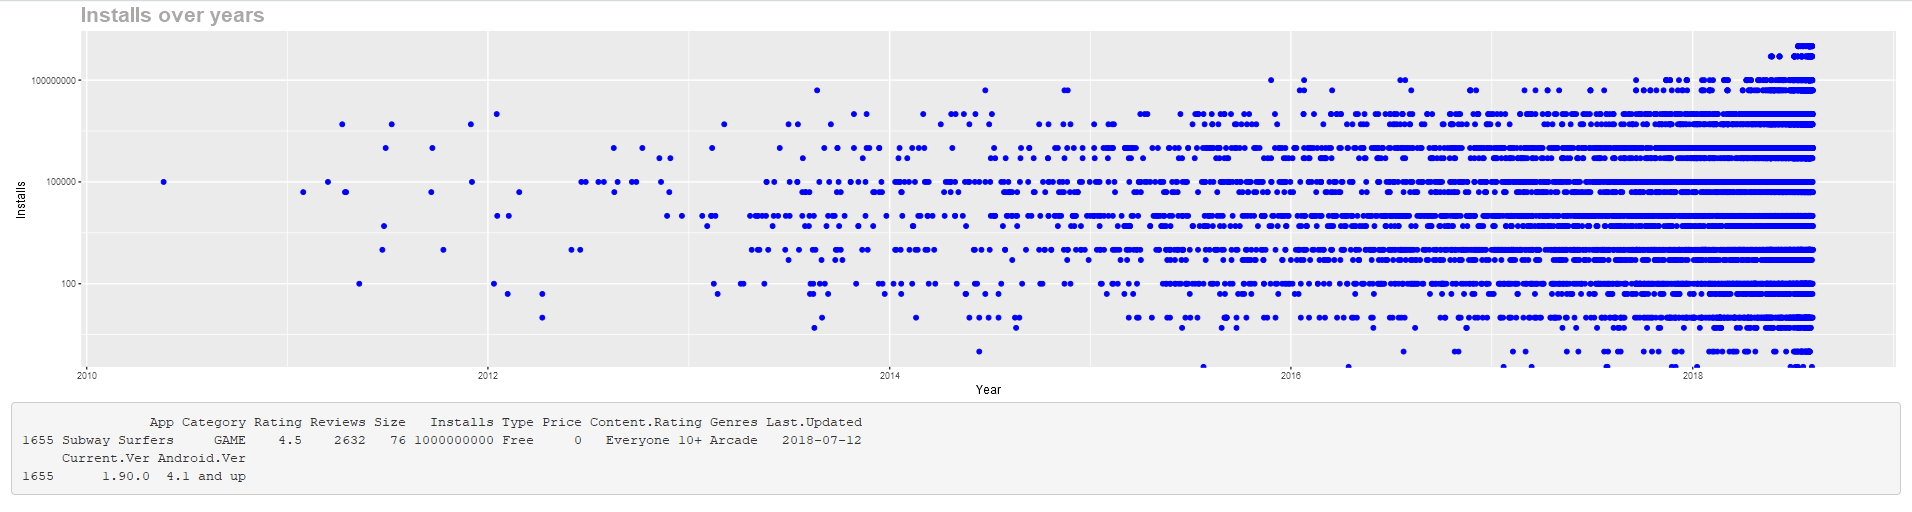 Installs over years
100000000
100000
100
Installs
2010 2012 2014 2016 2018
Year
App Category Rating Reviews Size Installs Type Price Content.Rating Genres Last.Updated
1655 Subway Surfers GAME 4.5 2632 76 1000000000 Free 0 Everyone 10+ Arcade 2018-07-12
Current.Ver Android.Ver
1655 1.90.0 4.1 and up